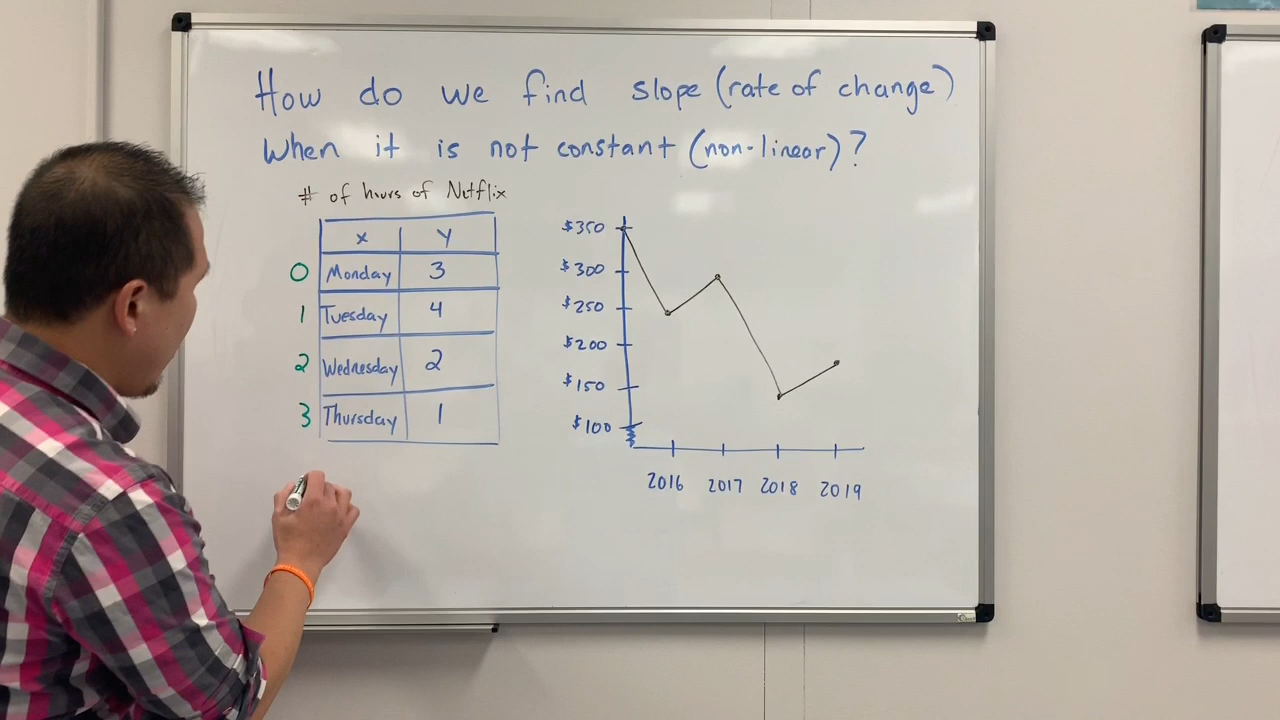 How do we find slope (rate of change)
when it is not constant (non-linear)?
# of hours of Netflix
x y
0 Monday 3
1 Tuesday 4
2 Wednesday 2
3 Thursday 1
$350
$300
$250
$200
$150
$100
2016 2017 2018 2019